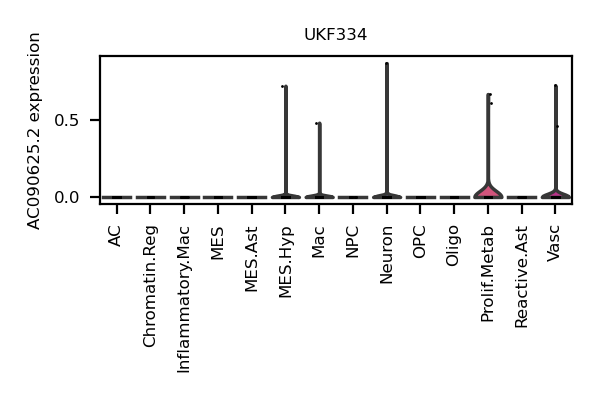 UKF334
AC090625.2 expression
0.5
0.0
AC
Chromatin.Reg
Inflammatory.Mac
MES
MES.Ast
MES.Hyp
Mac
NPC
Neuron
OPC
Oligo
Prolif.Metab
Reactive.Ast
Vasc